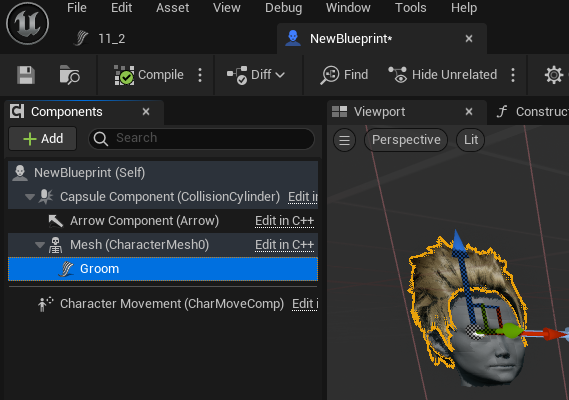 File Edit Asset View Debug Window Tools Help
11_2
NewBlueprint*
Compile Diff Find Hide Unrelated
Components Viewport Construct
Add Search Perspective Lit
NewBlueprint (Self)
Capsule Component (CollisionCylinder) Edit in
Arrow Component (Arrow) Edit in C++
Mesh (CharacterMesh0) Edit in C++
Groom
Character Movement (CharMoveComp) Edit i